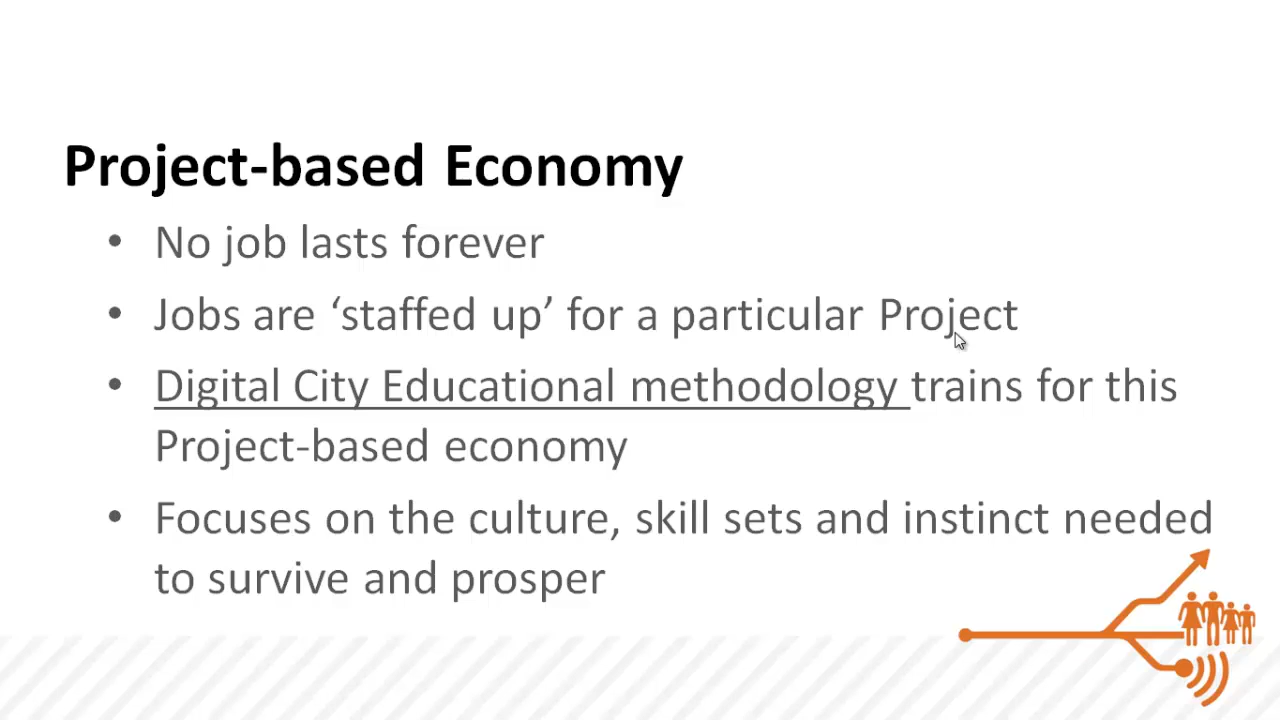 Project-based Economy
• No job lasts forever
• Jobs are ‘staffed up’ for a particular Project
• Digital City Educational methodology trains for this
Project-based economy
• Focuses on the culture, skill sets and instinct needed
to survive and prosper